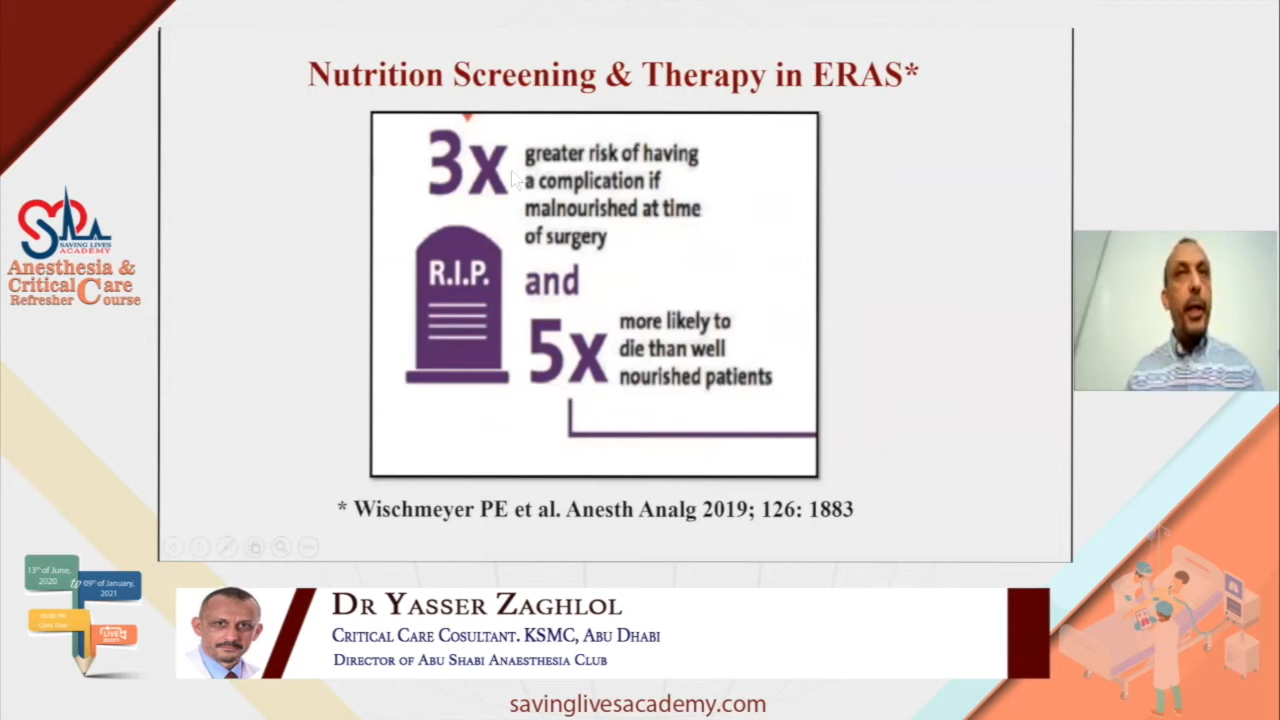 Nutrition Screening & Therapy in ERAS*
3x
greater risk of having
a complication if
malnourished at time
of surgery
R.I.P.
and
5x
more likely to
die than well
nourished patients
* Wischmeyer PE et al. Anesth Analg 2019; 126: 1883
SAVING LIVES
ACADEMY
Anesthesia &
Critical Care
Refresher Course
13th of June,
2020
to
09th of January,
2021
LIVE
DR YASSER ZAGHLOL
CRITICAL CARE COSULTANT. KSMC, ABU DHABI
DIRECTOR OF ABU SHABI ANAESTHESIA CLUB
savinglivesacademy.com